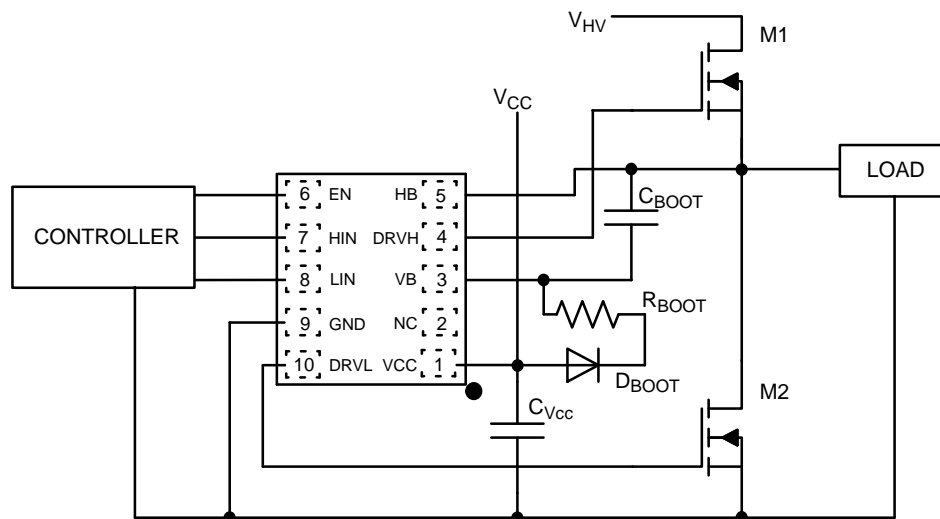 V_HV
M1
V_CC
CONTROLLER
6 EN HB 5
7 HIN DRVH 4
8 LIN VB 3
9 GND NC 2
10 DRVL VCC 1
C_BOOT
LOAD
R_BOOT
D_BOOT
C_Vcc
M2